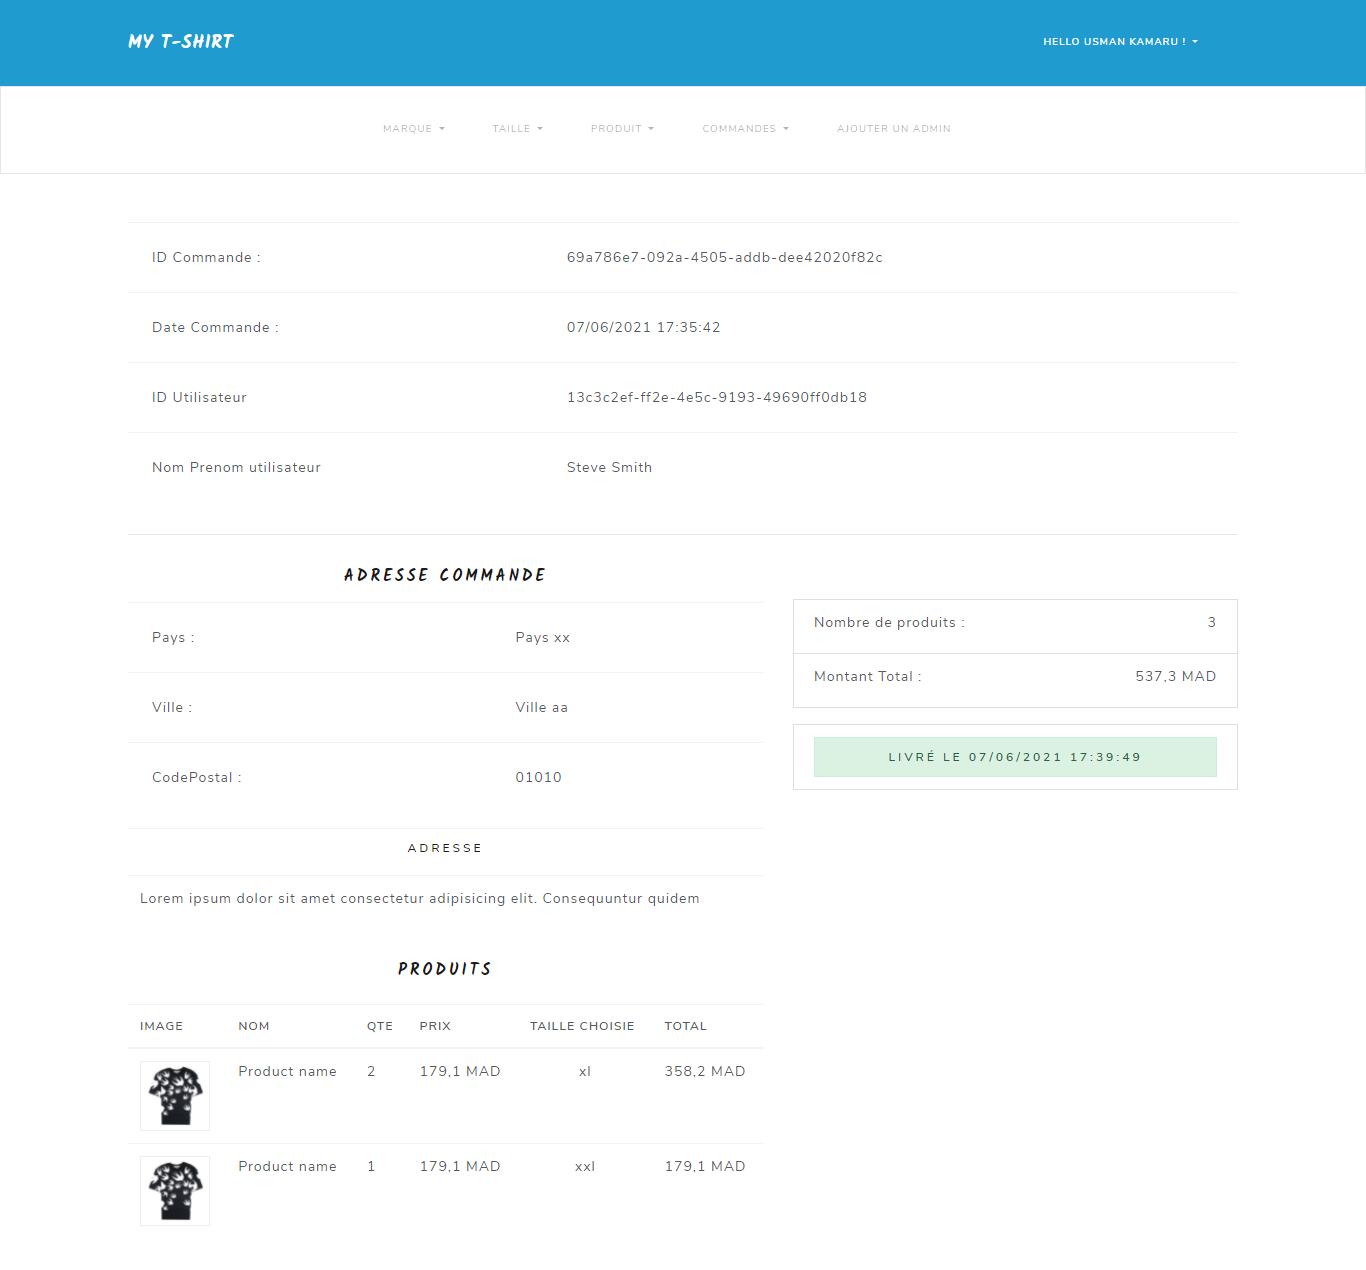 MY T-SHIRT
HELLO USMAN KAMARU !
MARQUE TAILLE PRODUIT COMMANDES AJOUTER UN ADMIN
ID Commande : 69a786e7-092a-4505-addb-dee42020f82c
Date Commande : 07/06/2021 17:35:42
ID Utilisateur 13c3c2ef-ff2e-4e5c-9193-49690ff0db18
Nom Prenom utilisateur Steve Smith
ADRESSE COMMANDE
Pays : Pays xx
Ville : Ville aa
CodePostal : 01010
ADRESSE
Lorem ipsum dolor sit amet consectetur adipisicing elit. Consequuntur quidem
Nombre de produits : 3
Montant Total : 537,3 MAD
LIVRÉ LE 07/06/2021 17:39:49
PRODUITS
IMAGE NOM QTE PRIX TAILLE CHOISIE TOTAL
Product name 2 179,1 MAD xl 358,2 MAD
Product name 1 179,1 MAD xxl 179,1 MAD